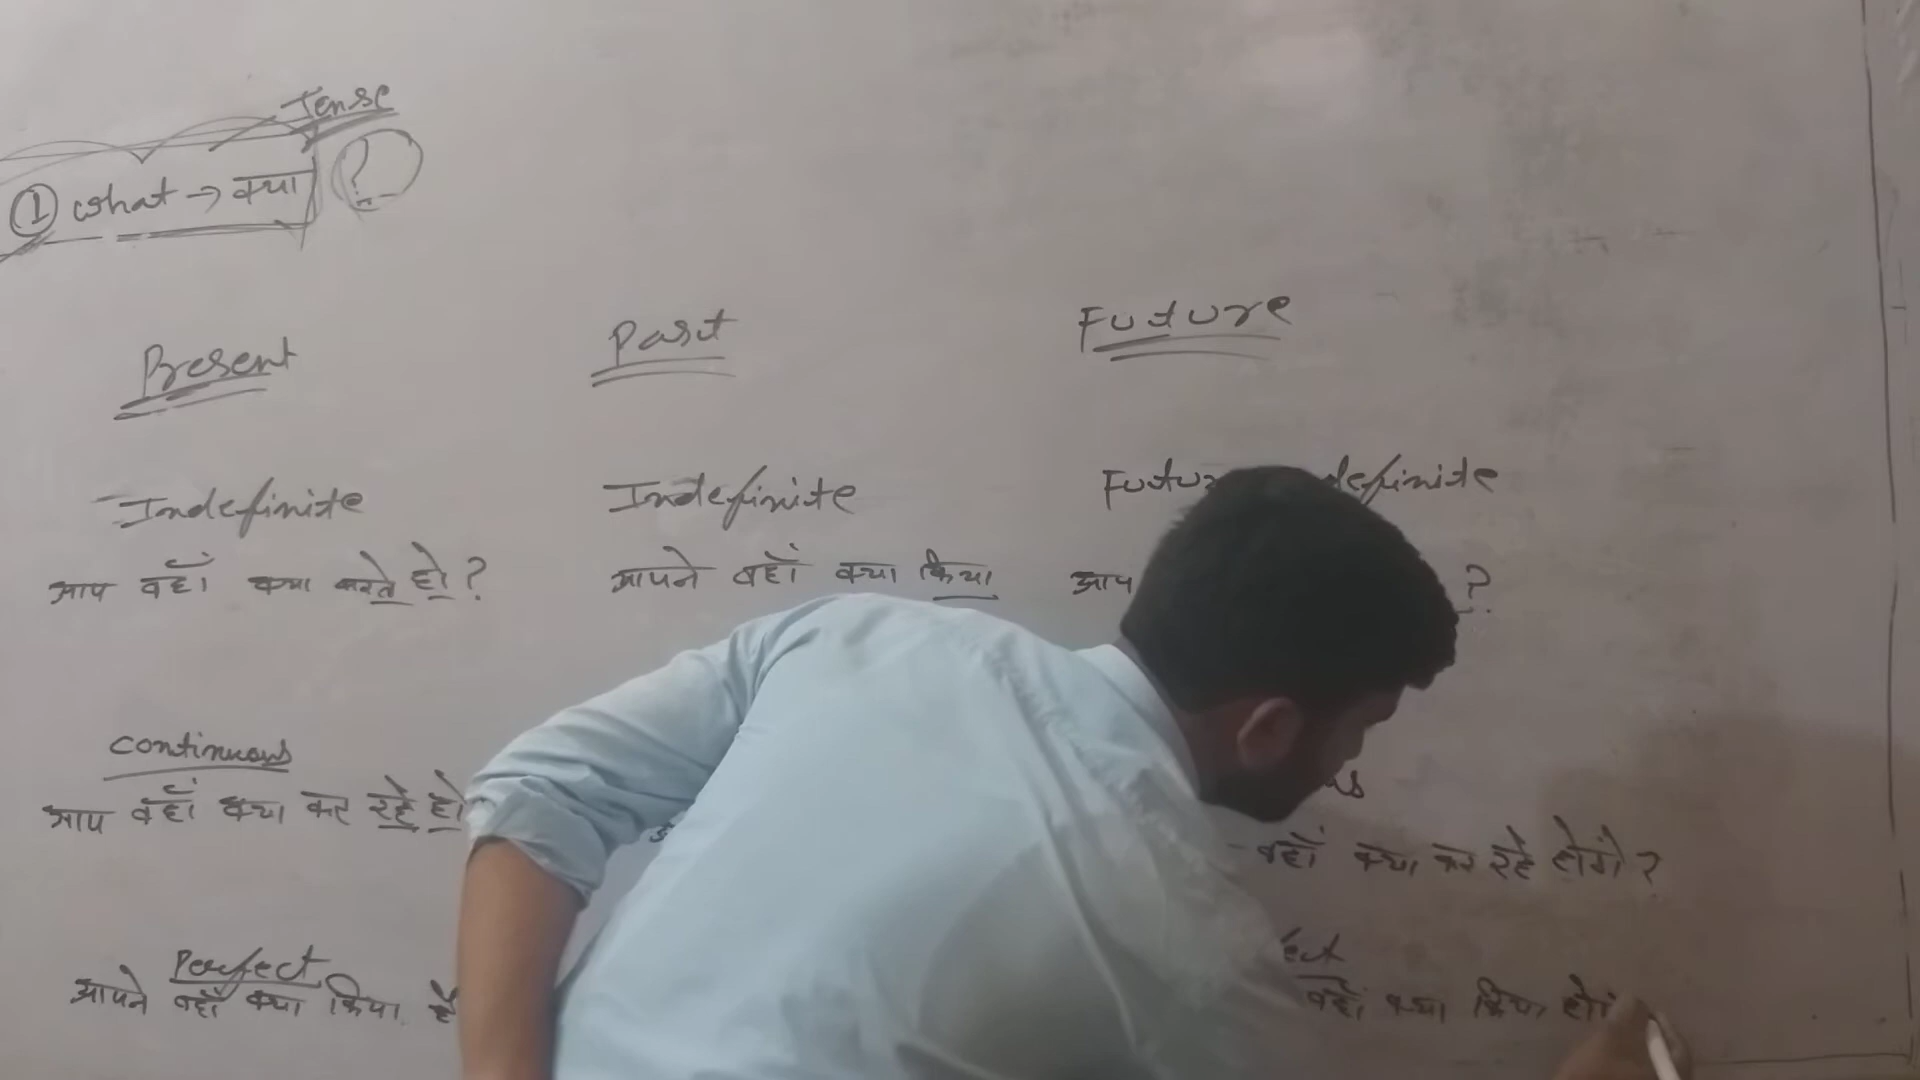 Tense
① what → क्या ?
Present
Past
Future
Indefinite
Indefinite
आप वहाँ क्या करते हो ?
आपने वहाँ क्या किया
आप ?
continuous
आप वहाँ क्या कर रहे हो
वहाँ क्या कर रहे होगे ?
Perfect
आपने वहाँ क्या किया है
वहाँ क्या किया